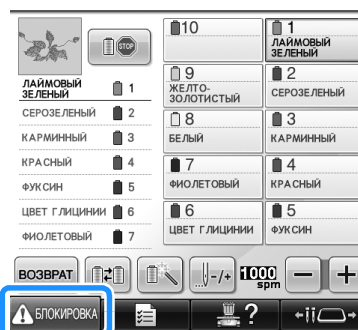 10
1
ЛАЙМОВЫЙ
ЗЕЛЕНЫЙ
STOP
9
ЖЕЛТО-
ЗОЛОТИСТЫЙ
2
СЕРОЗЕЛЕНЫЙ
ЛАЙМОВЫЙ
ЗЕЛЕНЫЙ 1
СЕРОЗЕЛЕНЫЙ 2
КАРМИННЫЙ 3
КРАСНЫЙ 4
ФУКСИН 5
ЦВЕТ ГЛИЦИНИИ 6
ФИОЛЕТОВЫЙ 7
8
БЕЛЫЙ
3
КАРМИННЫЙ
7
ФИОЛЕТОВЫЙ
4
КРАСНЫЙ
6
ЦВЕТ ГЛИЦИНИИ
5
ФУКСИН
ВОЗВРАТ
-/+
1000
spm
- +
БЛОКИРОВКА
?